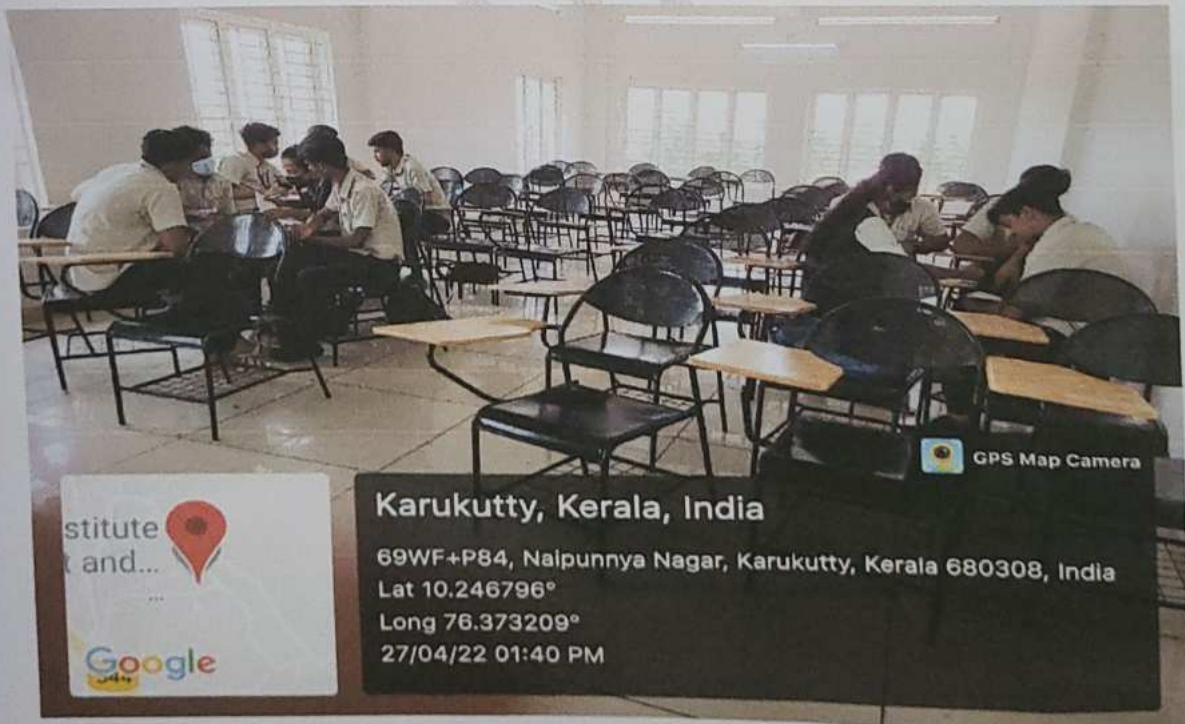 GPS Map Camera
stitute
t and...
...
Google
Karukutty, Kerala, India
69WF+P84, Naipunnya Nagar, Karukutty, Kerala 680308, India
Lat 10.246796°
Long 76.373209°
27/04/22 01:40 PM